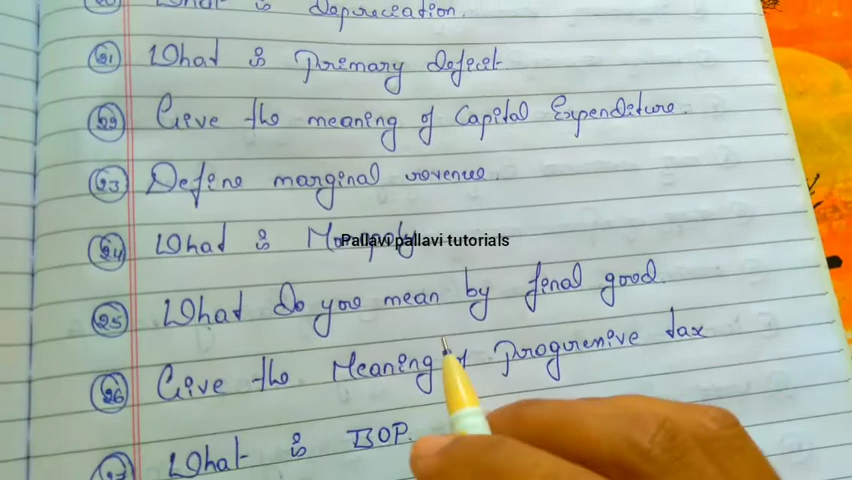 20 What is depreciation.
21 What is Primary deficit
22 Give the meaning of Capital Expenditure.
23 Define marginal revenue.
24 What is Monopoly
Pallavi pallavi tutorials
25 What do you mean by final good.
26 Give the Meaning of progressive tax
27 What is BOP.